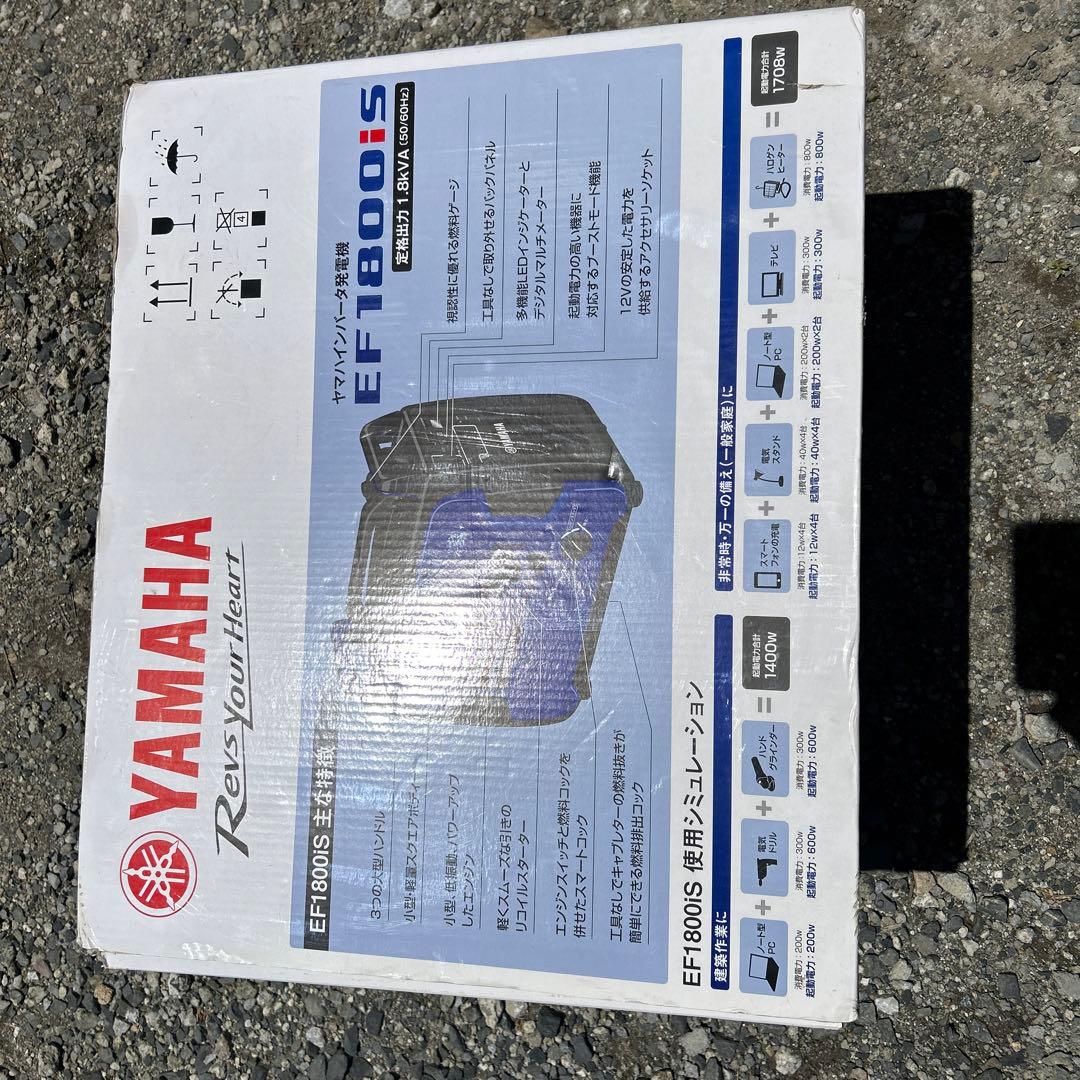 YAMAHA
Revs Your Heart
4
ヤマハインバータ発電機
EF1800iS
定格出力 1.8kVA (50/60Hz)
EF1800iS 主な特徴
3つの大型ハンドル
小型・軽量スクエアボディ
小型、低振動、パワーアップ
したエンジン
軽くスムーズな引きの
リコイルスターター
エンジンスイッチと燃料コックを
併せたスマートコック
工具なしでキャブレターの燃料抜きが
簡単にできる燃料排出コック
視認性に優れる燃料ゲージ
工具なしで取り外せるバックパネル
多機能LEDインジケーターと
デジタルマルチメーター
起動電力の高い機器に
対応するブーストモード機能
12Vの安定した電力を
供給するアクセサリーソケット
YAMAHA
EF1800iS 使用シミュレーション
建築作業に
ノート型
PC
消費電力：200w
起動電力：200w
+
電気
ドリル
消費電力：300w
起動電力：600w
+
ハンド
グラインダー
消費電力：300w
起動電力：600w
=
起動電力合計
1400w
非常時・万一の備え(一般家庭)に
スマート
フォンの充電
消費電力：12w×4台
起動電力：12w×4台
+
電気
スタンド
消費電力：40w×4台
起動電力：40w×4台
+
ノート型
PC
消費電力：200w×2台
起動電力：200w×2台
+
テレビ
消費電力：300w
起動電力：300w
+
ハロゲン
ヒーター
消費電力：800w
起動電力：800w
=
起動電力合計
1708w